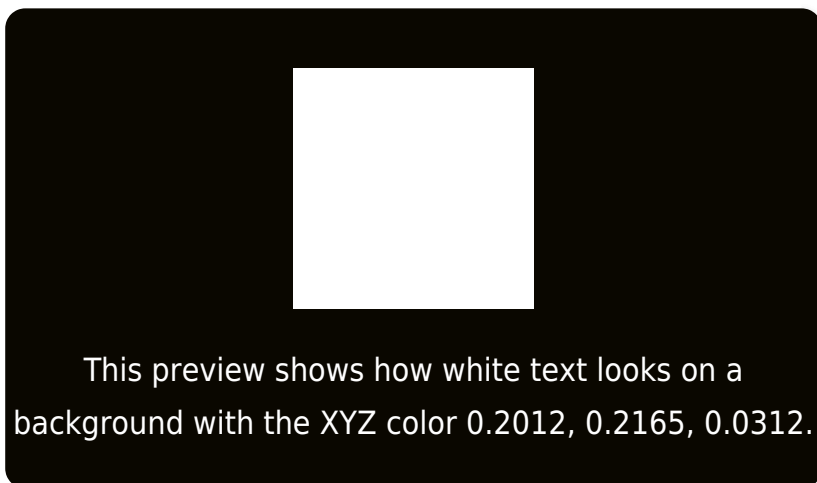 This preview shows how white text looks on a
background with the XYZ color 0.2012, 0.2165, 0.0312.